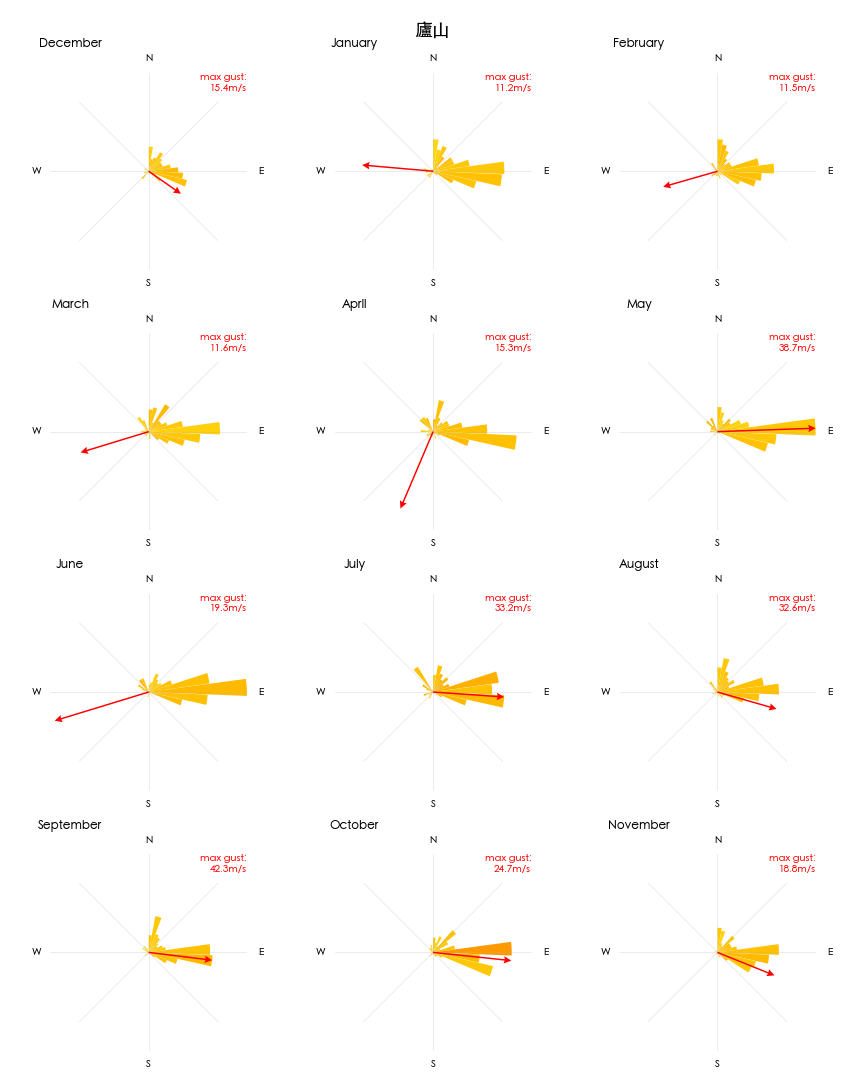 廬山
December
N
max gust:
15.4m/s
W
E
S
January
N
max gust:
11.2m/s
W
E
S
February
N
max gust:
11.5m/s
W
E
S
March
N
max gust:
11.6m/s
W
E
S
April
N
max gust:
15.3m/s
W
E
S
May
N
max gust:
38.7m/s
W
E
S
June
N
max gust:
19.3m/s
W
E
S
July
N
max gust:
33.2m/s
W
E
S
August
N
max gust:
32.6m/s
W
E
S
September
N
max gust:
42.3m/s
W
E
S
October
N
max gust:
24.7m/s
W
E
S
November
N
max gust:
18.8m/s
W
E
S